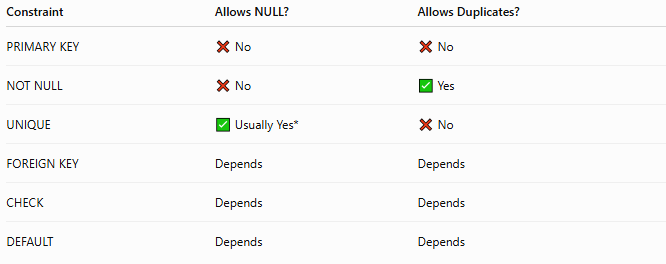 Constraint Allows NULL? Allows Duplicates?
PRIMARY KEY ❌ No ❌ No
NOT NULL ❌ No ✅ Yes
UNIQUE ✅ Usually Yes* ❌ No
FOREIGN KEY Depends Depends
CHECK Depends Depends
DEFAULT Depends Depends